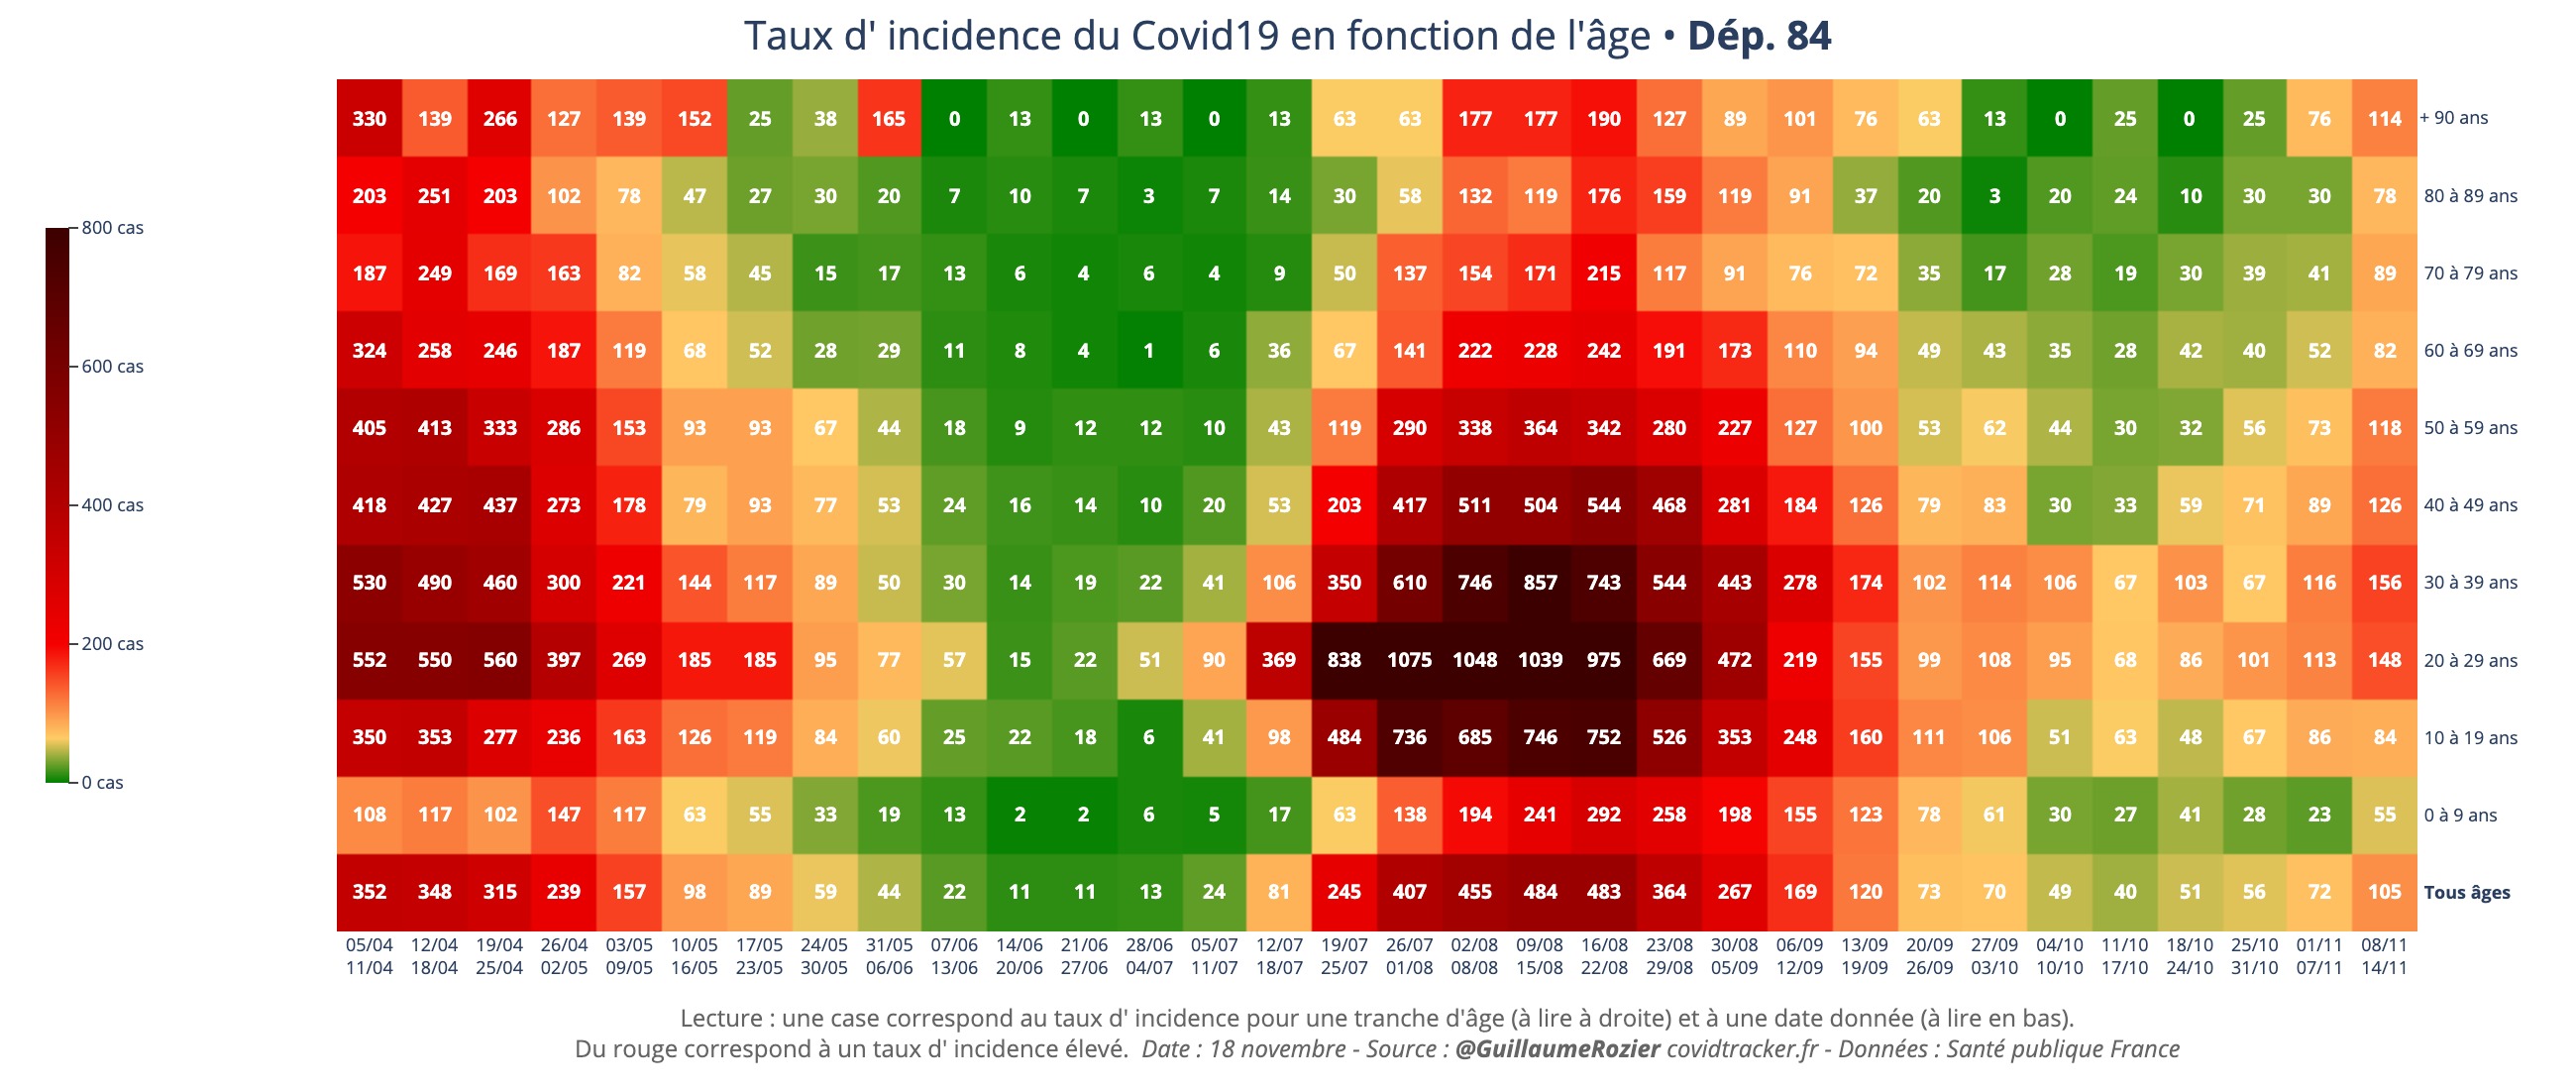 Taux d' incidence du Covid19 en fonction de l'âge • Dép. 84
800 cas
600 cas
400 cas
200 cas
0 cas
330 139 266 127 139 152 25 38 165 0 13 0 13 0 13 63 63 177 177 190 127 89 101 76 63 13 0 25 0 25 76 114 + 90 ans
203 251 203 102 78 47 27 30 20 7 10 7 3 7 14 30 58 132 119 176 159 119 91 37 20 3 20 24 10 30 30 78 80 à 89 ans
187 249 169 163 82 58 45 15 17 13 6 4 6 4 9 50 137 154 171 215 117 91 76 72 35 17 28 19 30 39 41 89 70 à 79 ans
324 258 246 187 119 68 52 28 29 11 8 4 1 6 36 67 141 222 228 242 191 173 110 94 49 43 35 28 42 40 52 82 60 à 69 ans
405 413 333 286 153 93 93 67 44 18 9 12 12 10 43 119 290 338 364 342 280 227 127 100 53 62 44 30 32 56 73 118 50 à 59 ans
418 427 437 273 178 79 93 77 53 24 16 14 10 20 53 203 417 511 504 544 468 281 184 126 79 83 30 33 59 71 89 126 40 à 49 ans
530 490 460 300 221 144 117 89 50 30 14 19 22 41 106 350 610 746 857 743 544 443 278 174 102 114 106 67 103 67 116 156 30 à 39 ans
552 550 560 397 269 185 185 95 77 57 15 22 51 90 369 838 1075 1048 1039 975 669 472 219 155 99 108 95 68 86 101 113 148 20 à 29 ans
350 353 277 236 163 126 119 84 60 25 22 18 6 41 98 484 736 685 746 752 526 353 248 160 111 106 51 63 48 67 86 84 10 à 19 ans
108 117 102 147 117 63 55 33 19 13 2 2 6 5 17 63 138 194 241 292 258 198 155 123 78 61 30 27 41 28 23 55 0 à 9 ans
352 348 315 239 157 98 89 59 44 22 11 11 13 24 81 245 407 455 484 483 364 267 169 120 73 70 49 40 51 56 72 105 Tous âges
05/04 12/04 19/04 26/04 03/05 10/05 17/05 24/05 31/05 07/06 14/06 21/06 28/06 05/07 12/07 19/07 26/07 02/08 09/08 16/08 23/08 30/08 06/09 13/09 20/09 27/09 04/10 11/10 18/10 25/10 01/11 08/11
11/04 18/04 25/04 02/05 09/05 16/05 23/05 30/05 06/06 13/06 20/06 27/06 04/07 11/07 18/07 25/07 01/08 08/08 15/08 22/08 29/08 05/09 12/09 19/09 26/09 03/10 10/10 17/10 24/10 31/10 07/11 14/11
Lecture : une case correspond au taux d' incidence pour une tranche d'âge (à lire à droite) et à une date donnée (à lire en bas).
Du rouge correspond à un taux d' incidence élevé. Date : 18 novembre - Source : @GuillaumeRozier covidtracker.fr - Données : Santé publique France